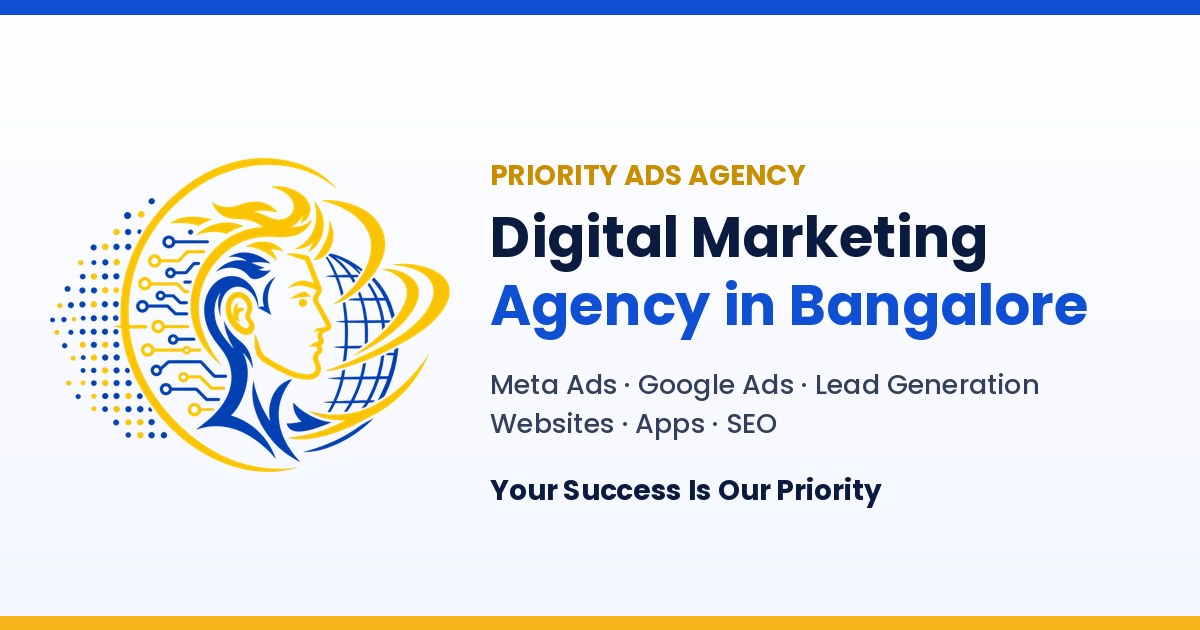 PRIORITY ADS AGENCY
Digital Marketing
Agency in Bangalore
Meta Ads · Google Ads · Lead Generation
Websites · Apps · SEO
Your Success Is Our Priority